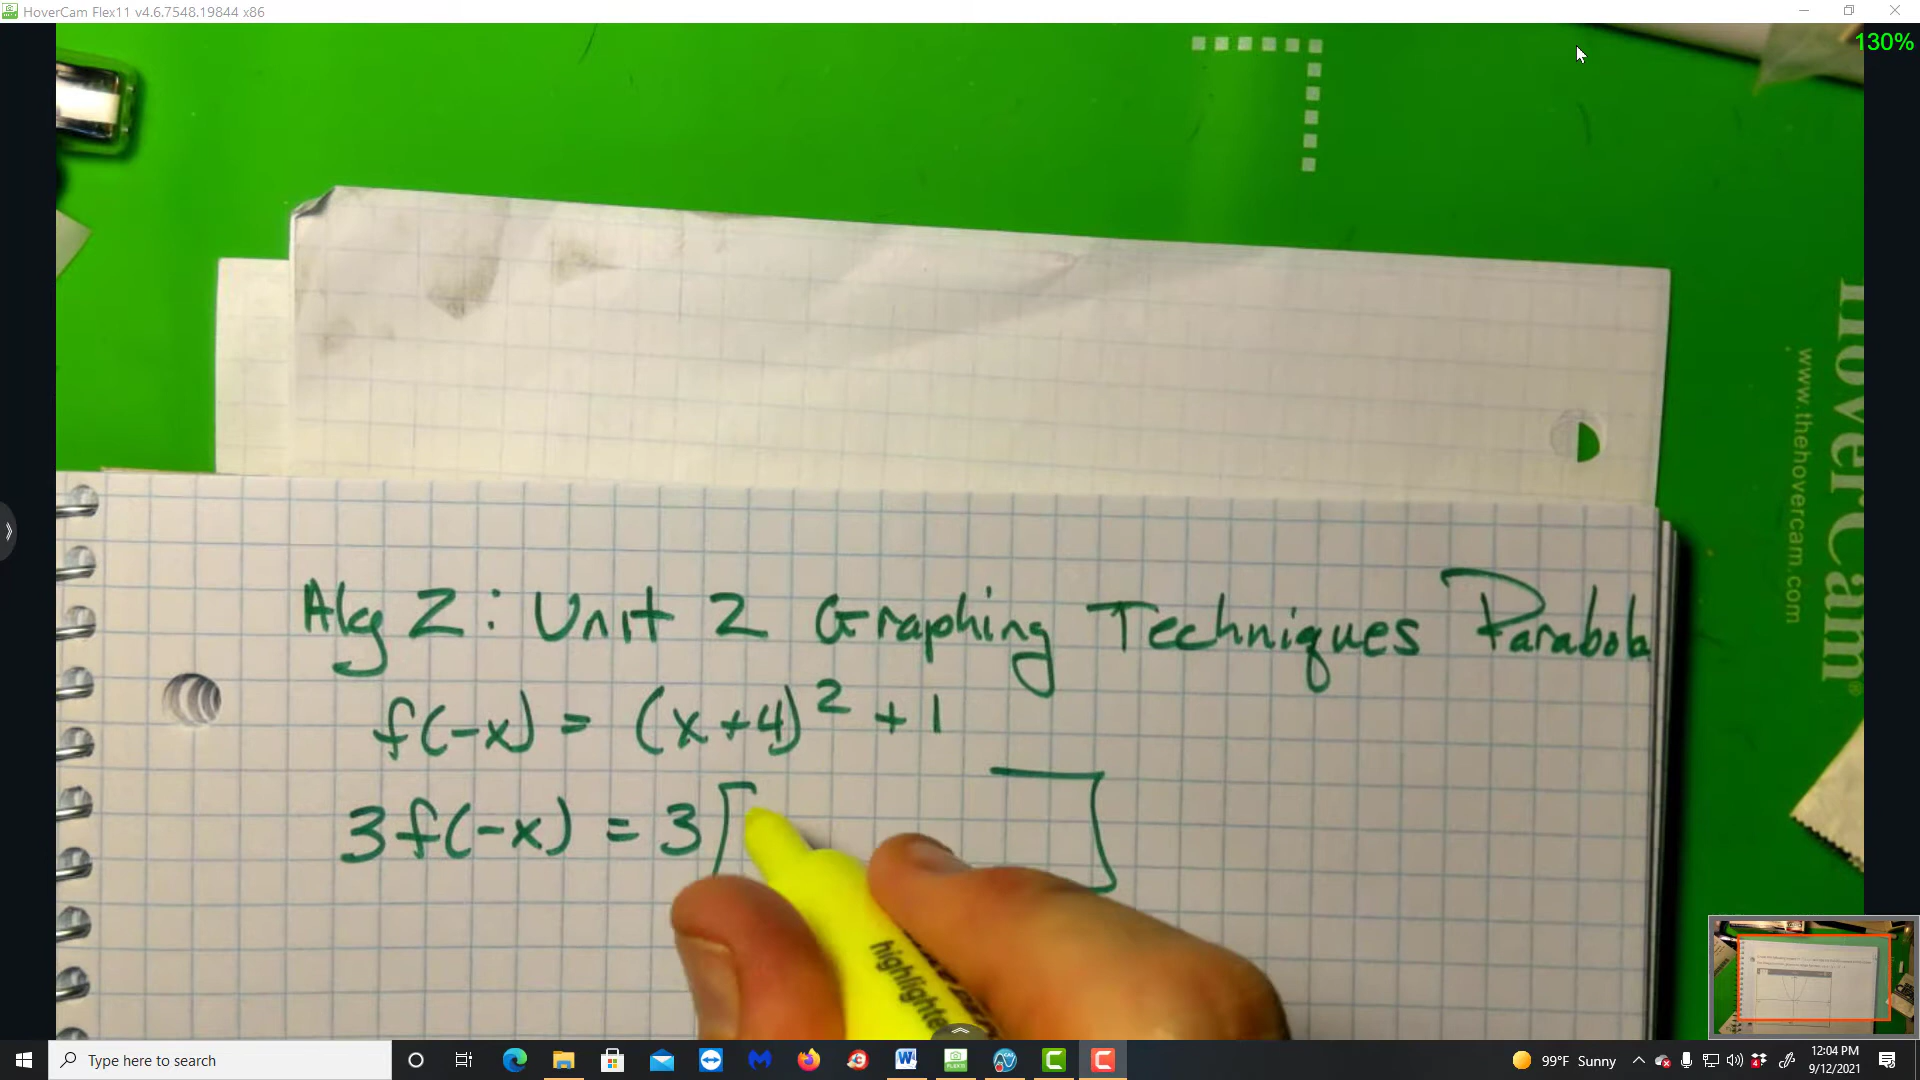 HoverCam Flex11 v4.6.7548.19844 x86
130%
HoverCam
www.thehovercam.com
Alg 2: Unit 2 Graphing Techniques Parabola
f(-x) = (x+4)² + 1
3f(-x) = 3[ ]
highlighter
Type here to search
99°F Sunny
12:04 PM
9/12/2021